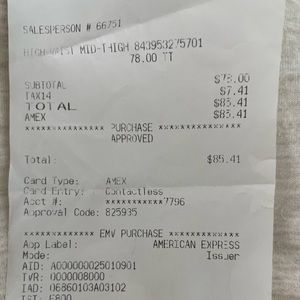 SALESPERSON # 66751
HIGH-WAIST MID-THIGH 843953275701
78.00 TT
SUBTOTAL $78.00
TAX14 $7.41
TOTAL $85.41
AMEX $85.41
*************** PURCHASE ***************
APPROVED
Total: $85.41
Card Type: AMEX
Card Entry: Contactless
Acct #: ************7796
Approval Code: 825935
************* EMV PURCHASE *************
App Label: AMERICAN EXPRESS
Mode: Issuer
AID: A000000025010901
TVR: 0000008000
IAD: 06860103A03102
TSI: E800